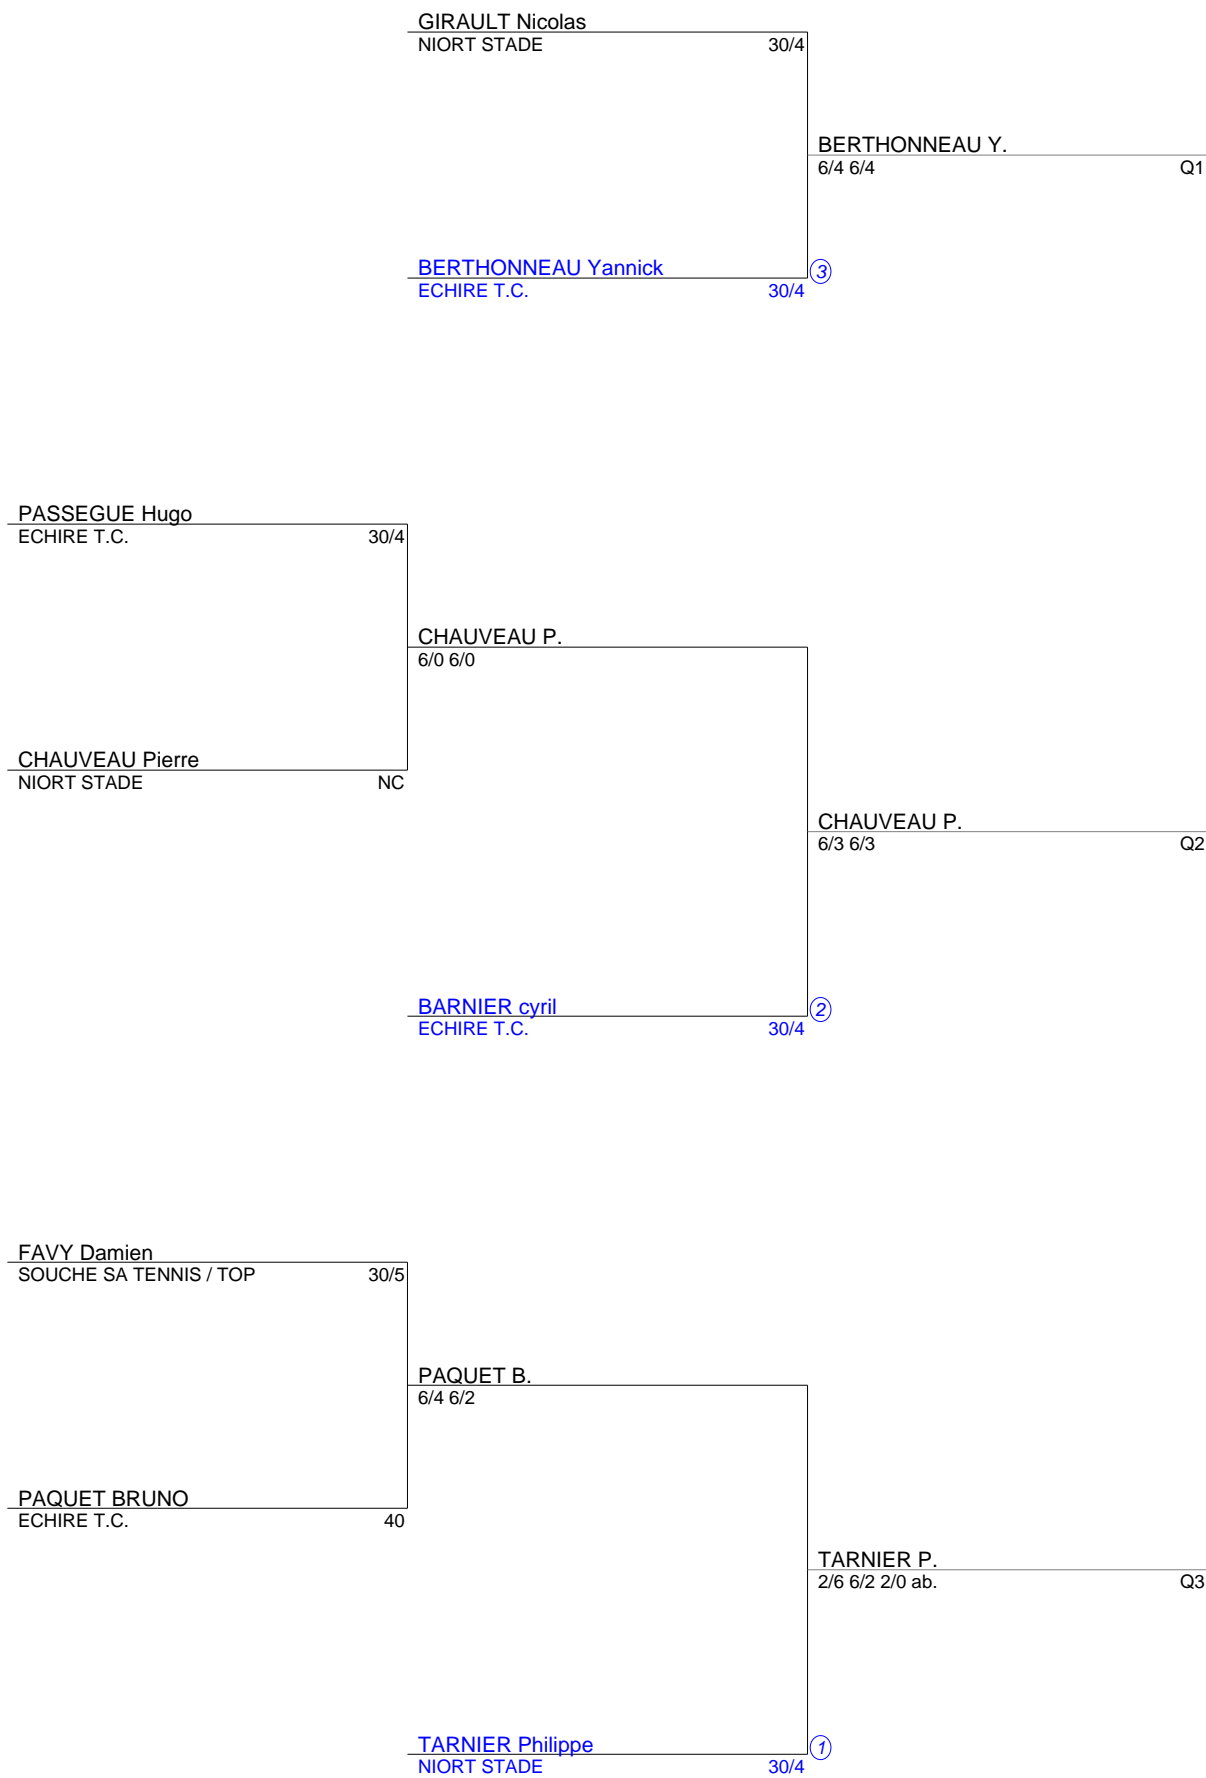 GIRAULT Nicolas
NIORT STADE 30/4
BERTHONNEAU Y.
6/4 6/4 Q1
BERTHONNEAU Yannick 3
ECHIRE T.C. 30/4
PASSEGUE Hugo
ECHIRE T.C. 30/4
CHAUVEAU P.
6/0 6/0
CHAUVEAU Pierre
NIORT STADE NC
CHAUVEAU P.
6/3 6/3 Q2
BARNIER cyril 2
ECHIRE T.C. 30/4
FAVY Damien
SOUCHE SA TENNIS / TOP 30/5
PAQUET B.
6/4 6/2
PAQUET BRUNO
ECHIRE T.C. 40
TARNIER P.
2/6 6/2 2/0 ab. Q3
TARNIER Philippe 1
NIORT STADE 30/4